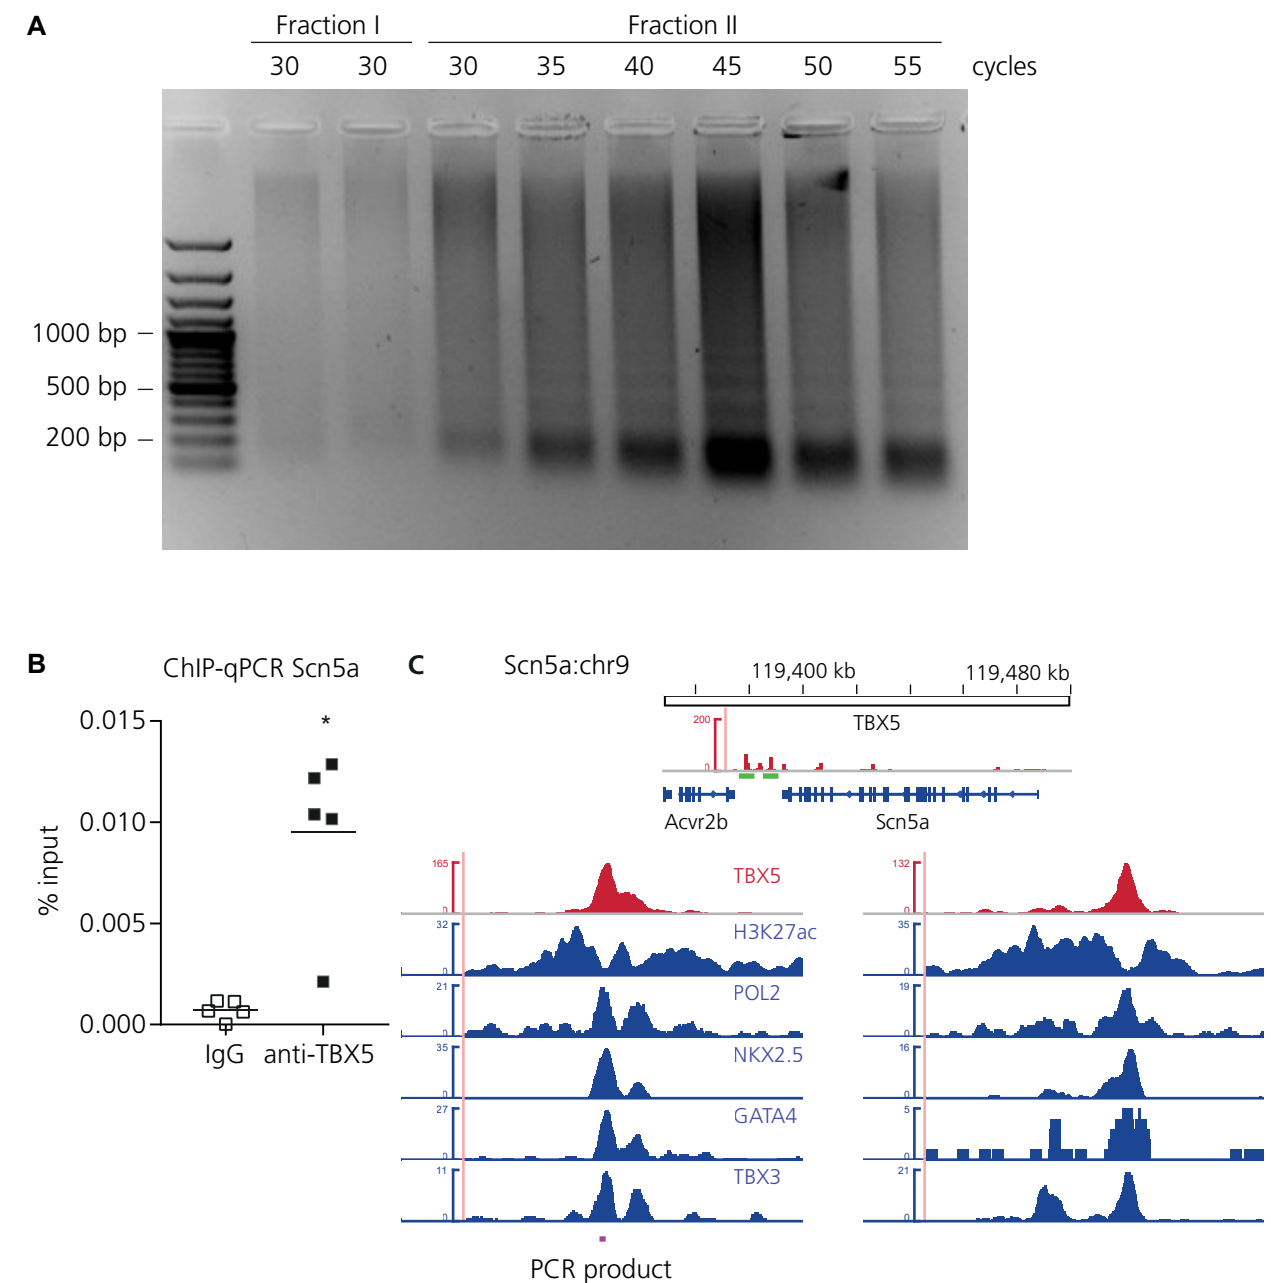 A
Fraction I
Fraction II
30 30 30 35 40 45 50 55 cycles
1000 bp
500 bp
200 bp
B
ChIP-qPCR Scn5a
0.015
0.010
0.005
0.000
% input
*
IgG anti-TBX5
C
Scn5a:chr9
119,400 kb 119,480 kb
200
0
TBX5
Acvr2b Scn5a
165
0
TBX5
132
0
32
0
H3K27ac
35
0
21
0
POL2
19
0
35
0
NKX2.5
16
0
27
0
GATA4
5
0
11
0
TBX3
21
0
PCR product